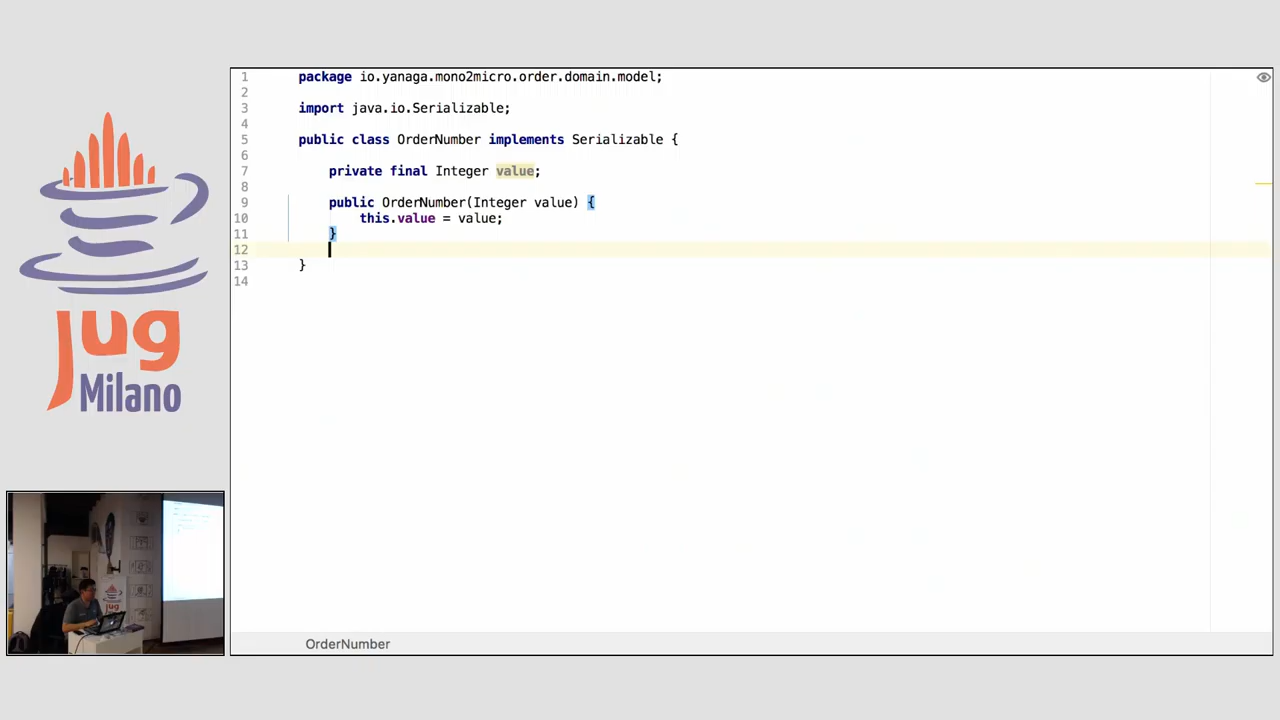 jug
Milano
1 package io.yanaga.mono2micro.order.domain.model;
2
3 import java.io.Serializable;
4
5 public class OrderNumber implements Serializable {
6
7 private final Integer value;
8
9 public OrderNumber(Integer value) {
10 this.value = value;
11 }
12
13 }
14
OrderNumber
jug